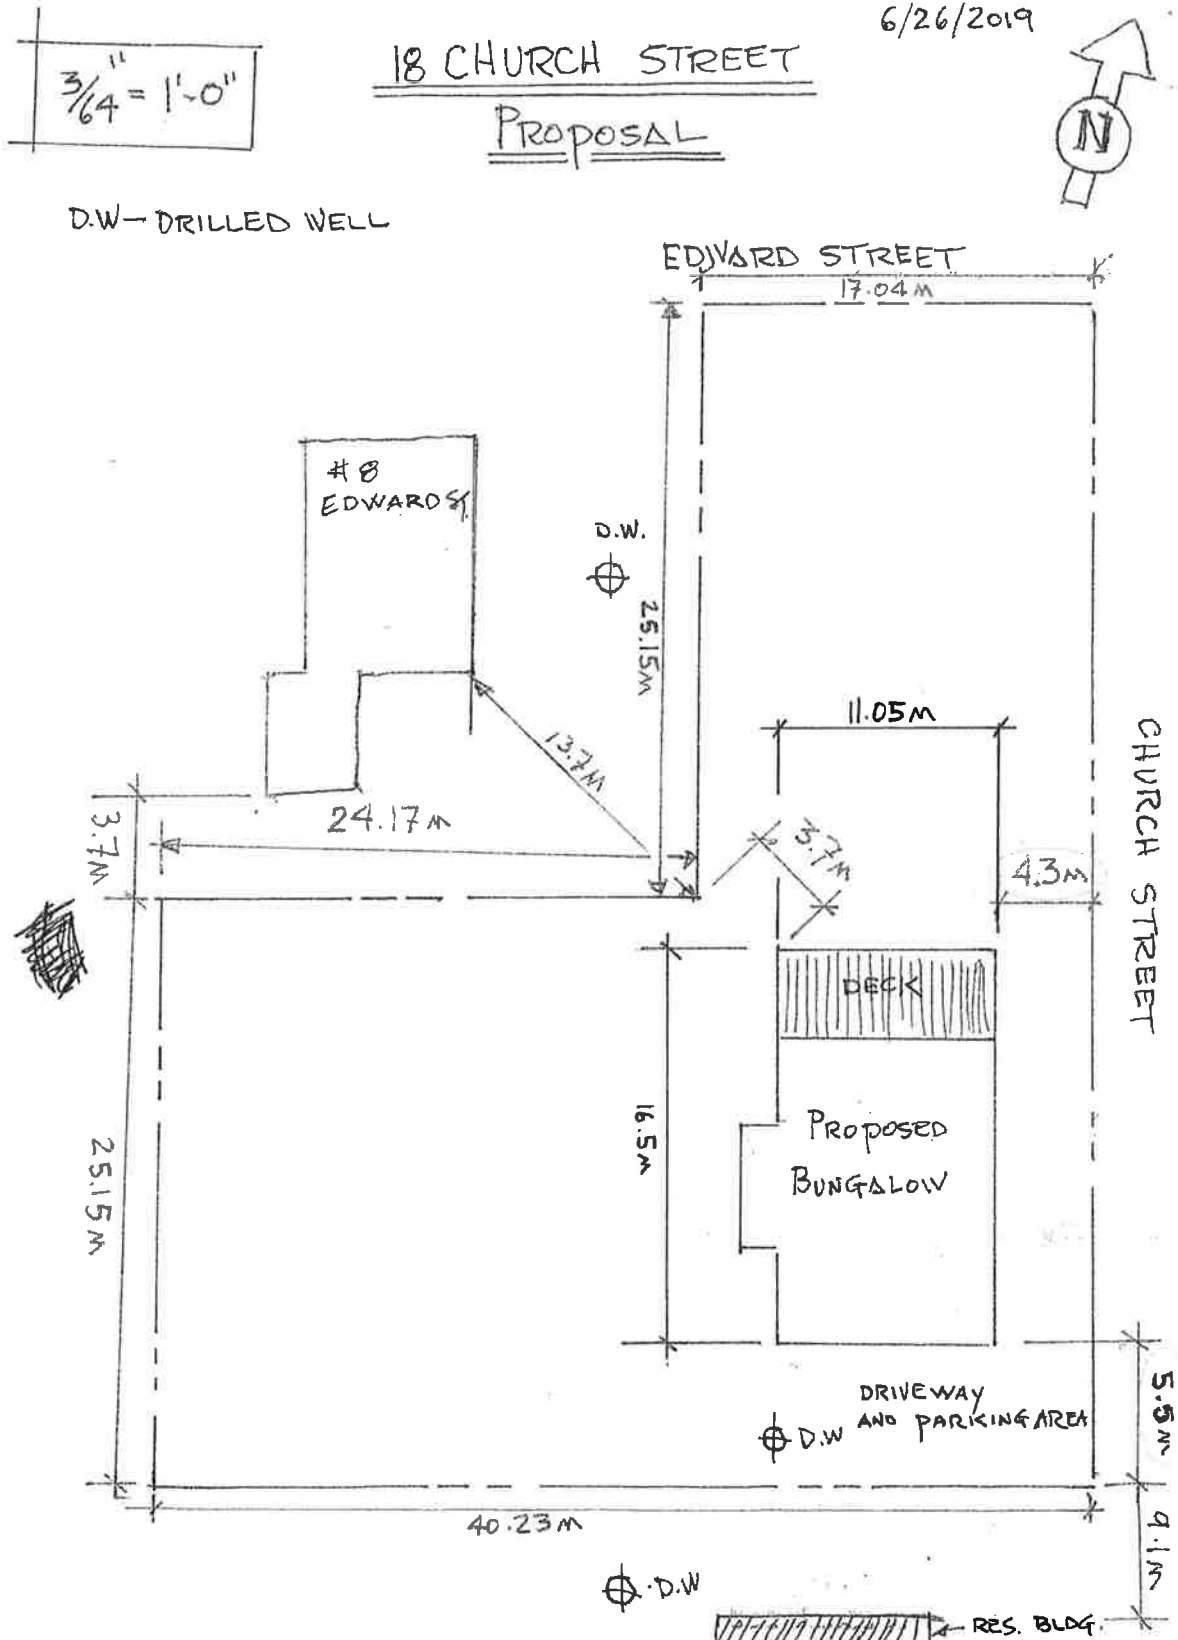 6/26/2019
3/64" = 1'-0"
18 CHURCH STREET
PROPOSAL
N
D.W - DRILLED WELL
EDWARD STREET
17.04M
# 8
EDWARD St.
D.W.
25.15M
11.05M
13.7M
CHURCH STREET
3.7M
24.17M
3.7M
4.3M
DECK
16.5M
PROPOSED
BUNGALOW
25.15M
DRIVEWAY
AND PARKING AREA
D.W
5.5M
40.23M
9.1M
D.W
RES. BLDG.